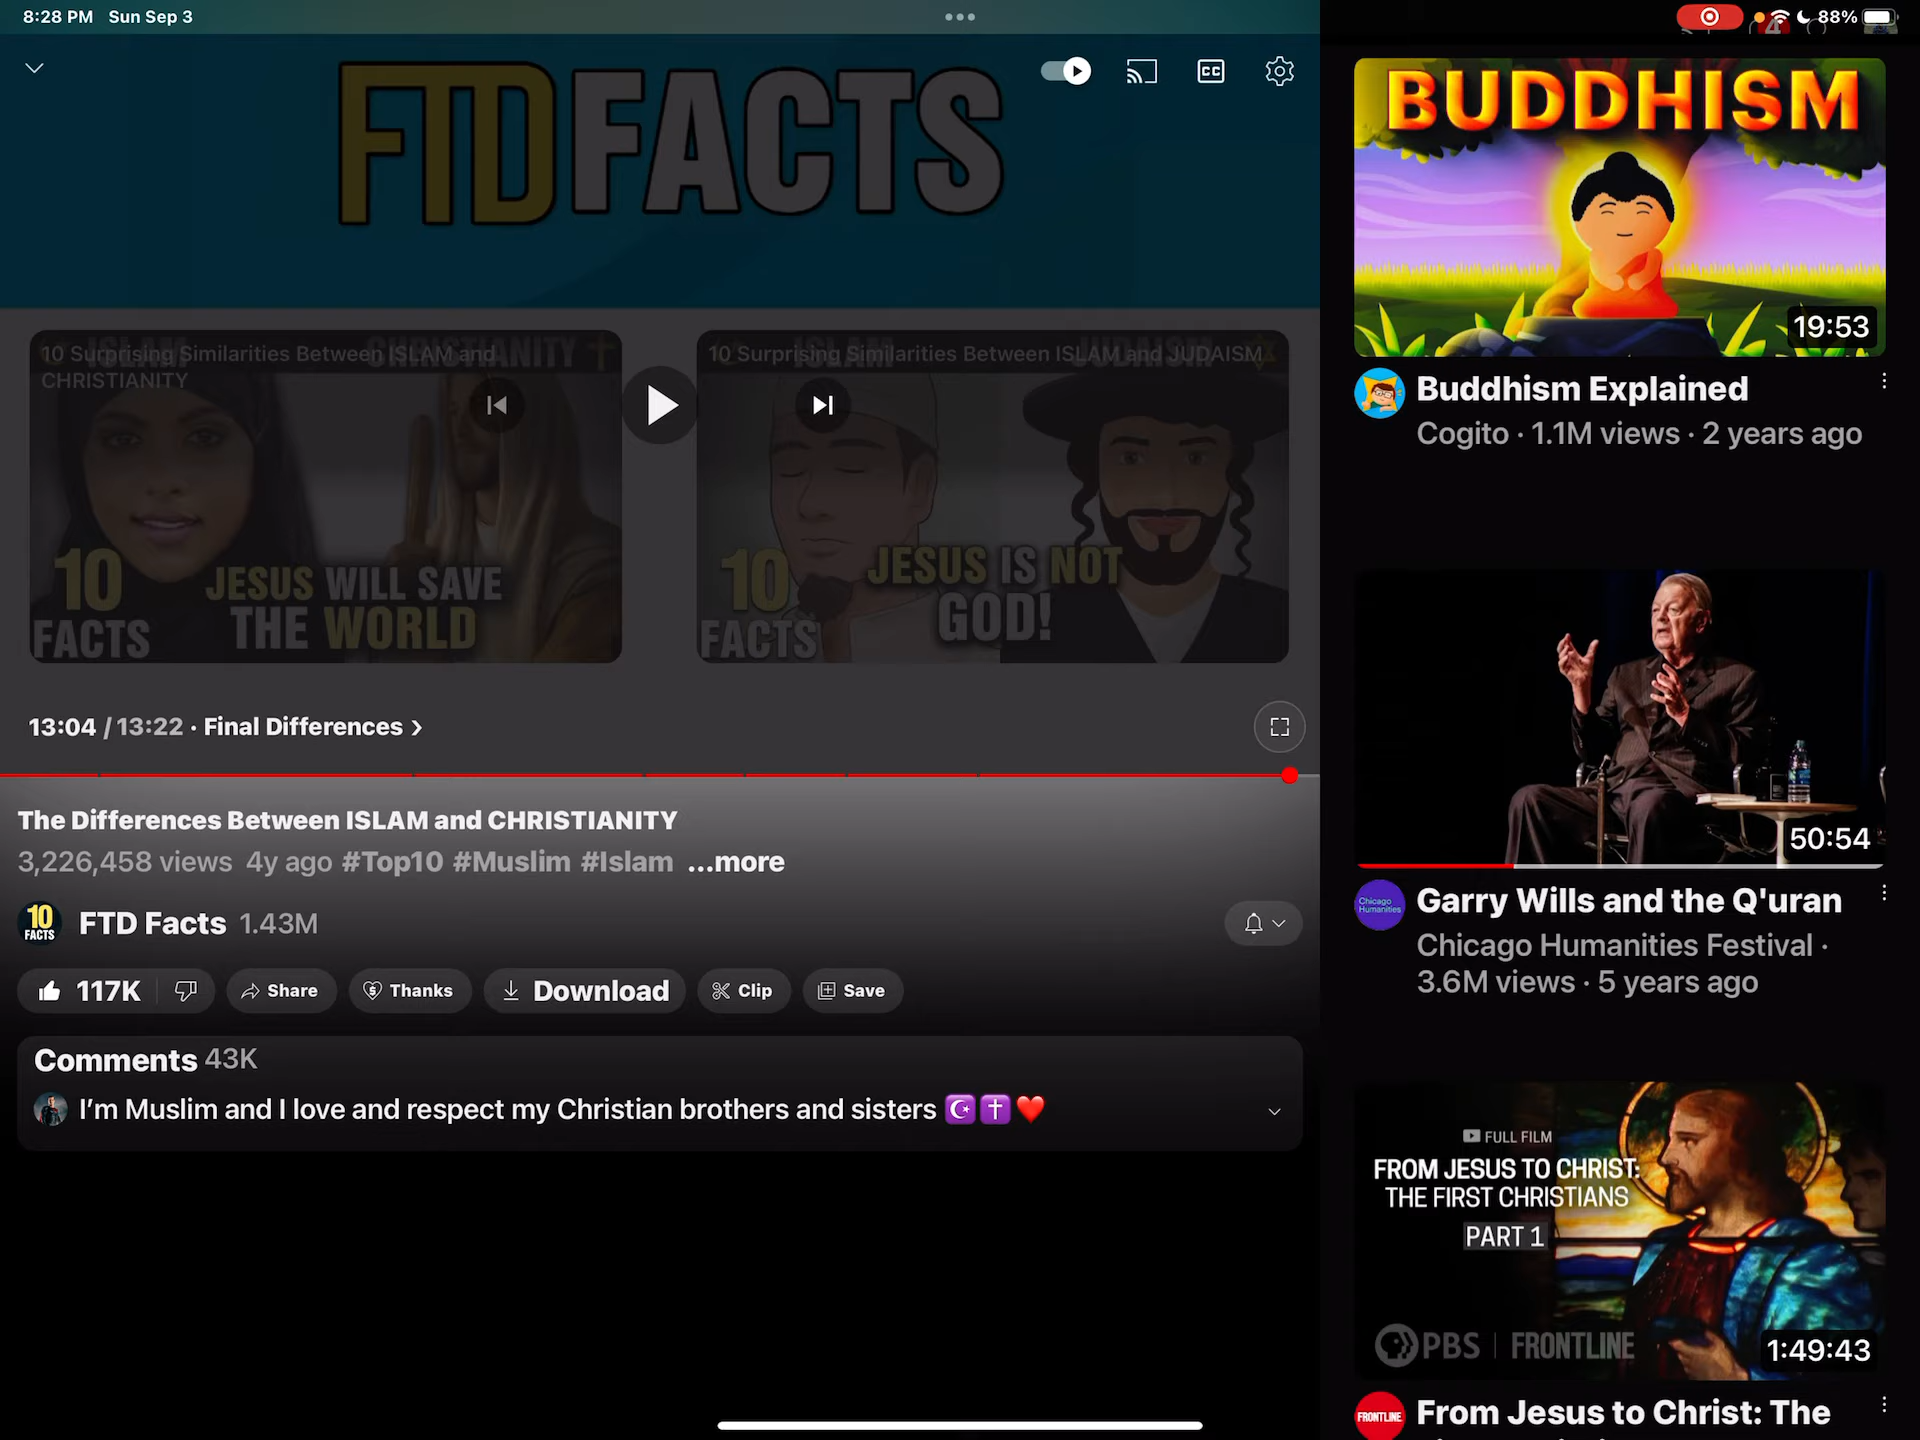 8:28 PM Sun Sep 3
88%
FTDFACTS
CC
10 Surprising Similarities Between ISLAM and
CHRISTIANITY
10
FACTS
JESUS WILL SAVE
THE WORLD
10 Surprising Similarities Between ISLAM and JUDAISM
10
FACTS
JESUS IS NOT
GOD!
13:04 / 13:22 · Final Differences >
The Differences Between ISLAM and CHRISTIANITY
3,226,458 views 4y ago #Top10 #Muslim #Islam ...more
10
FACTS
FTD Facts 1.43M
117K
Share
Thanks
Download
Clip
Save
Comments 43K
I'm Muslim and I love and respect my Christian brothers and sisters ☪️✝️❤️
BUDDHISM
19:53
Buddhism Explained
Cogito · 1.1M views · 2 years ago
50:54
Chicago
Humanities
Garry Wills and the Q'uran
Chicago Humanities Festival ·
3.6M views · 5 years ago
FULL FILM
FROM JESUS TO CHRIST:
THE FIRST CHRISTIANS
PART 1
PBS | FRONTLINE
1:49:43
FRONTLINE
From Jesus to Christ: The